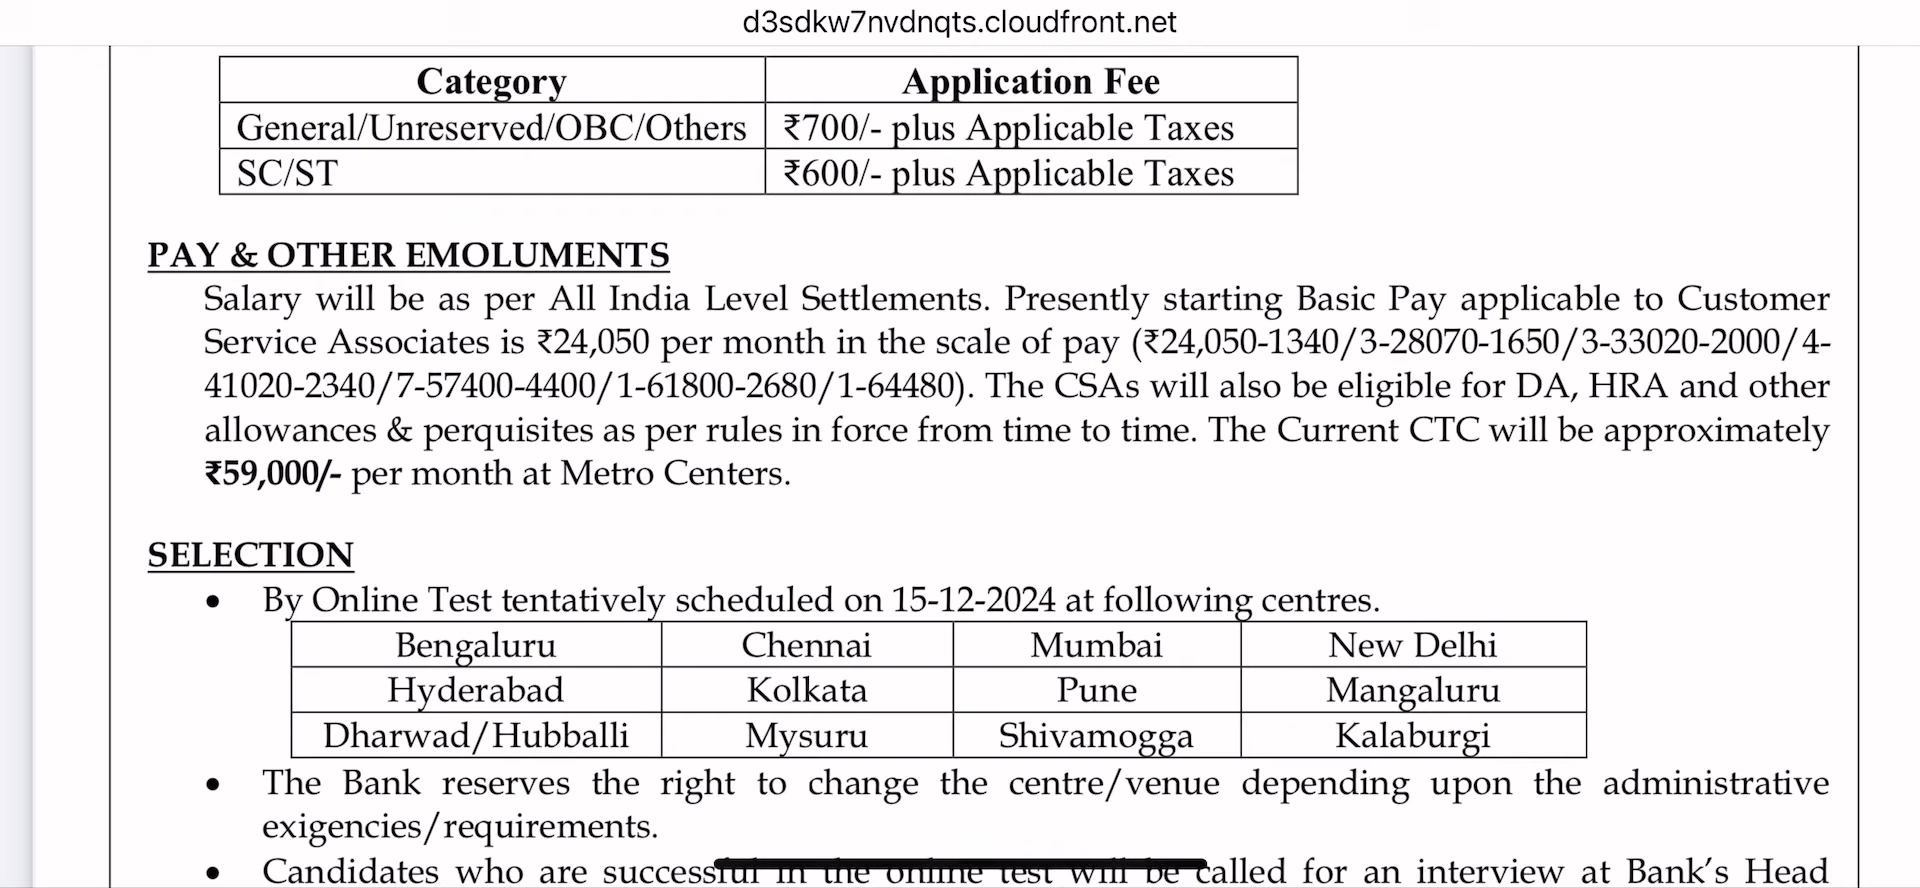 d3sdkw7nvdnqts.cloudfront.net
Category Application Fee
General/Unreserved/OBC/Others ₹700/- plus Applicable Taxes
SC/ST ₹600/- plus Applicable Taxes
PAY & OTHER EMOLUMENTS
Salary will be as per All India Level Settlements. Presently starting Basic Pay applicable to Customer
Service Associates is ₹24,050 per month in the scale of pay (₹24,050-1340/3-28070-1650/3-33020-2000/4-
41020-2340/7-57400-4400/1-61800-2680/1-64480). The CSAs will also be eligible for DA, HRA and other
allowances & perquisites as per rules in force from time to time. The Current CTC will be approximately
₹59,000/- per month at Metro Centers.
SELECTION
• By Online Test tentatively scheduled on 15-12-2024 at following centres.
Bengaluru Chennai Mumbai New Delhi
Hyderabad Kolkata Pune Mangaluru
Dharwad/Hubballi Mysuru Shivamogga Kalaburgi
• The Bank reserves the right to change the centre/venue depending upon the administrative
exigencies/requirements.
• Candidates who are successful in the online test will be called for an interview at Bank's Head